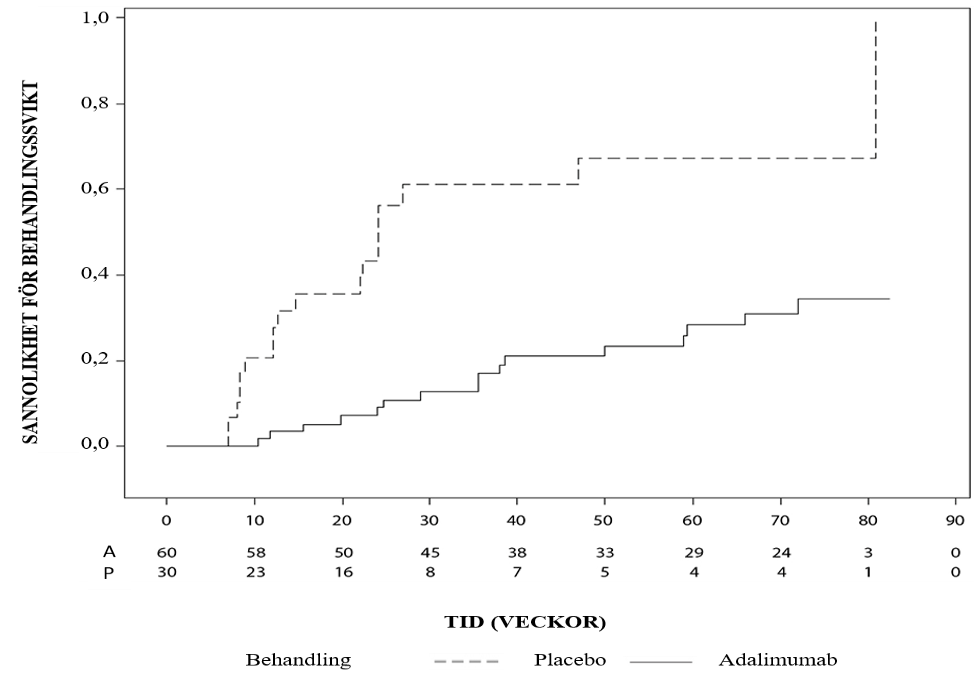 SANNOLIKHET FÖR BEHANDLINGSSVIKT
1,0
0,8
0,6
0,4
0,2
0,0
0 10 20 30 40 50 60 70 80 90
A 60 58 50 45 38 33 29 24 3 0
P 30 23 16 8 7 5 4 4 1 0
TID (VECKOR)
Behandling Placebo Adalimumab